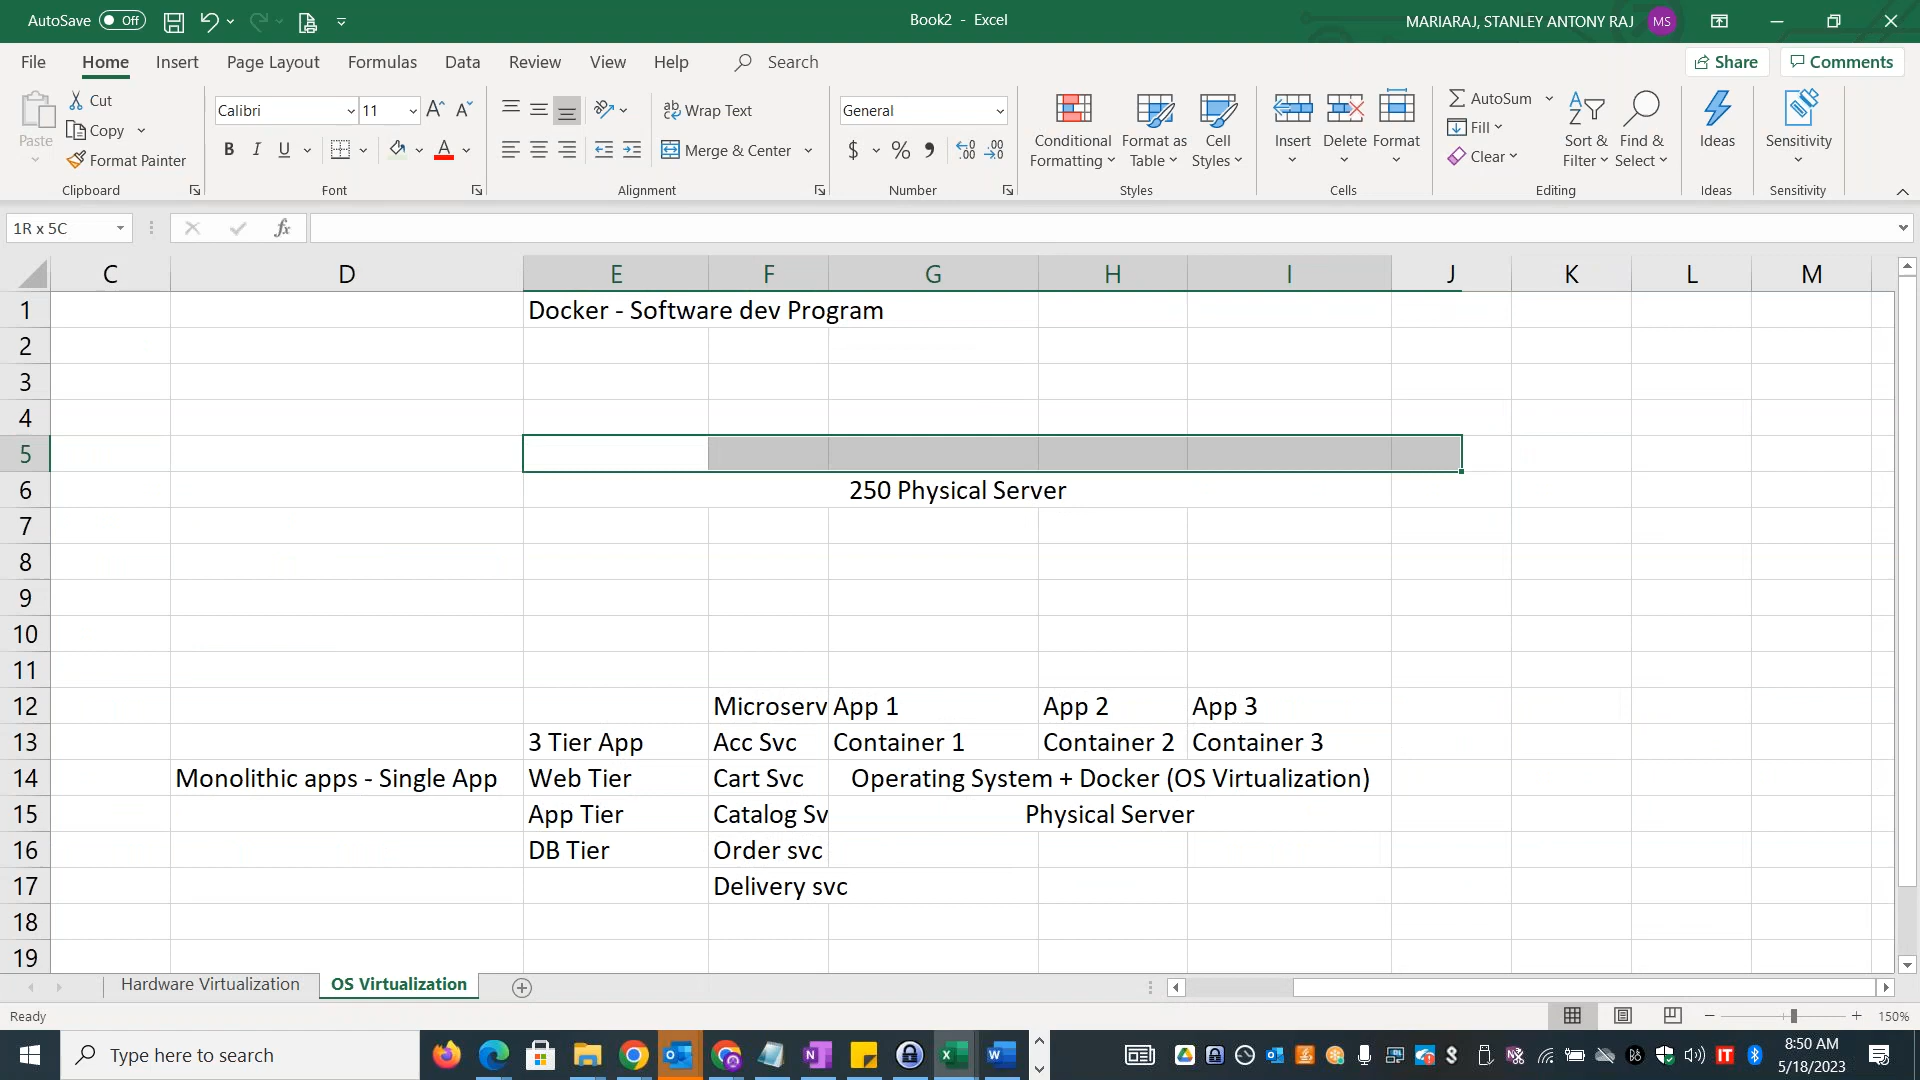 AutoSave Off
Book2 - Excel
MARIARAJ, STANLEY ANTONY RAJ MS
File Home Insert Page Layout Formulas Data Review View Help Search
Share Comments
Paste
Cut
Copy
Format Painter
Clipboard
Calibri 11
B I U
Font
Wrap Text
Merge & Center
Alignment
General
$ % 9
Number
Conditional Formatting
Format as Table
Cell Styles
Styles
Insert Delete Format
Cells
AutoSum
Fill
Clear
Sort & Filter
Find & Select
Editing
Ideas
Ideas
Sensitivity
Sensitivity
1R x 5C fx
C D E F G H I J K L M
1 Docker - Software dev Program
2
3
4
5
6 250 Physical Server
7
8
9
10
11
12 Microserv App 1 App 2 App 3
13 3 Tier App Acc Svc Container 1 Container 2 Container 3
14 Monolithic apps - Single App Web Tier Cart Svc Operating System + Docker (OS Virtualization)
15 App Tier Catalog Sv Physical Server
16 DB Tier Order svc
17 Delivery svc
18
19
Hardware Virtualization OS Virtualization
Ready 150%
Type here to search
8:50 AM
5/18/2023